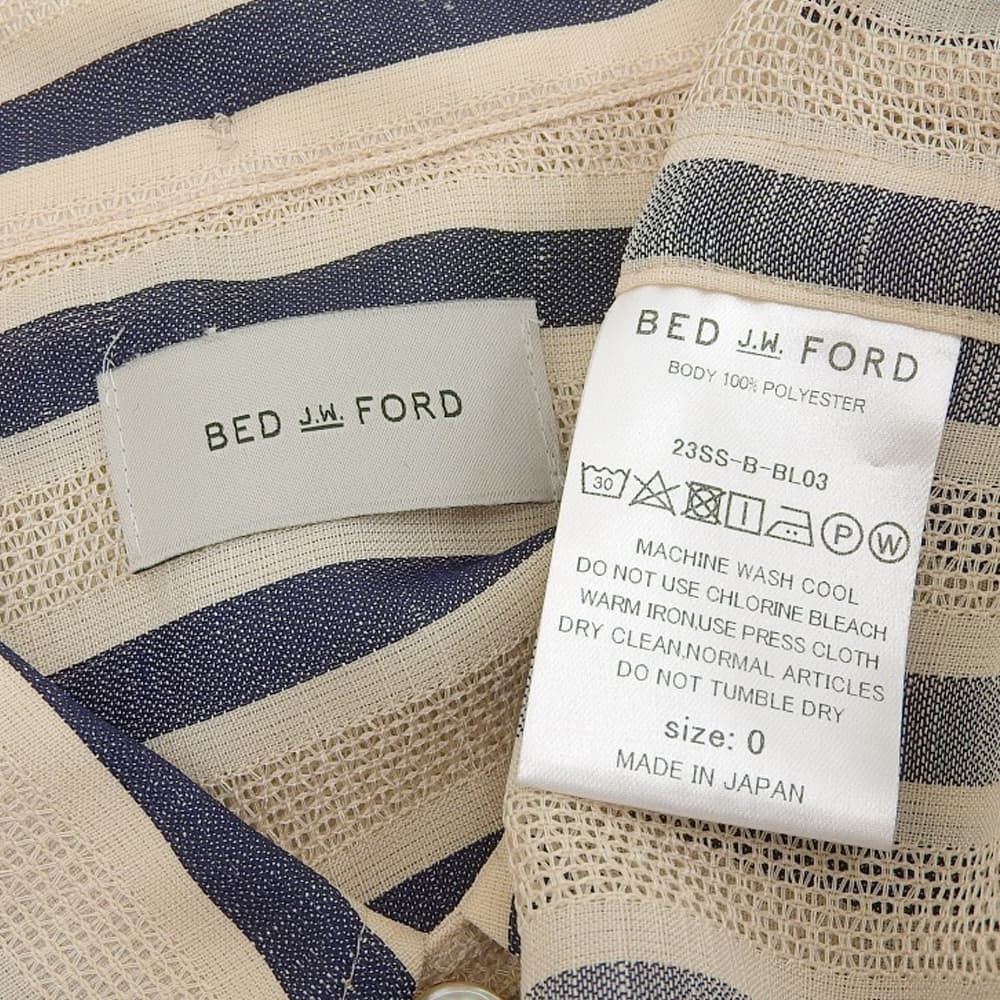 BED J.W. FORD
BED J.W. FORD
BODY 100% POLYESTER
23SS-B-BL03
30 P W
MACHINE WASH COOL
DO NOT USE CHLORINE BLEACH
WARM IRON,USE PRESS CLOTH
DRY CLEAN,NORMAL ARTICLES
DO NOT TUMBLE DRY
size: 0
MADE IN JAPAN